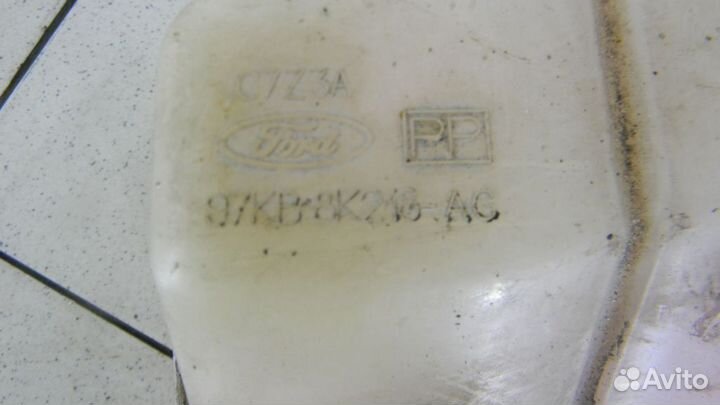 C7Z3A
Ford
PP
97KB-8K218-AC
Avito